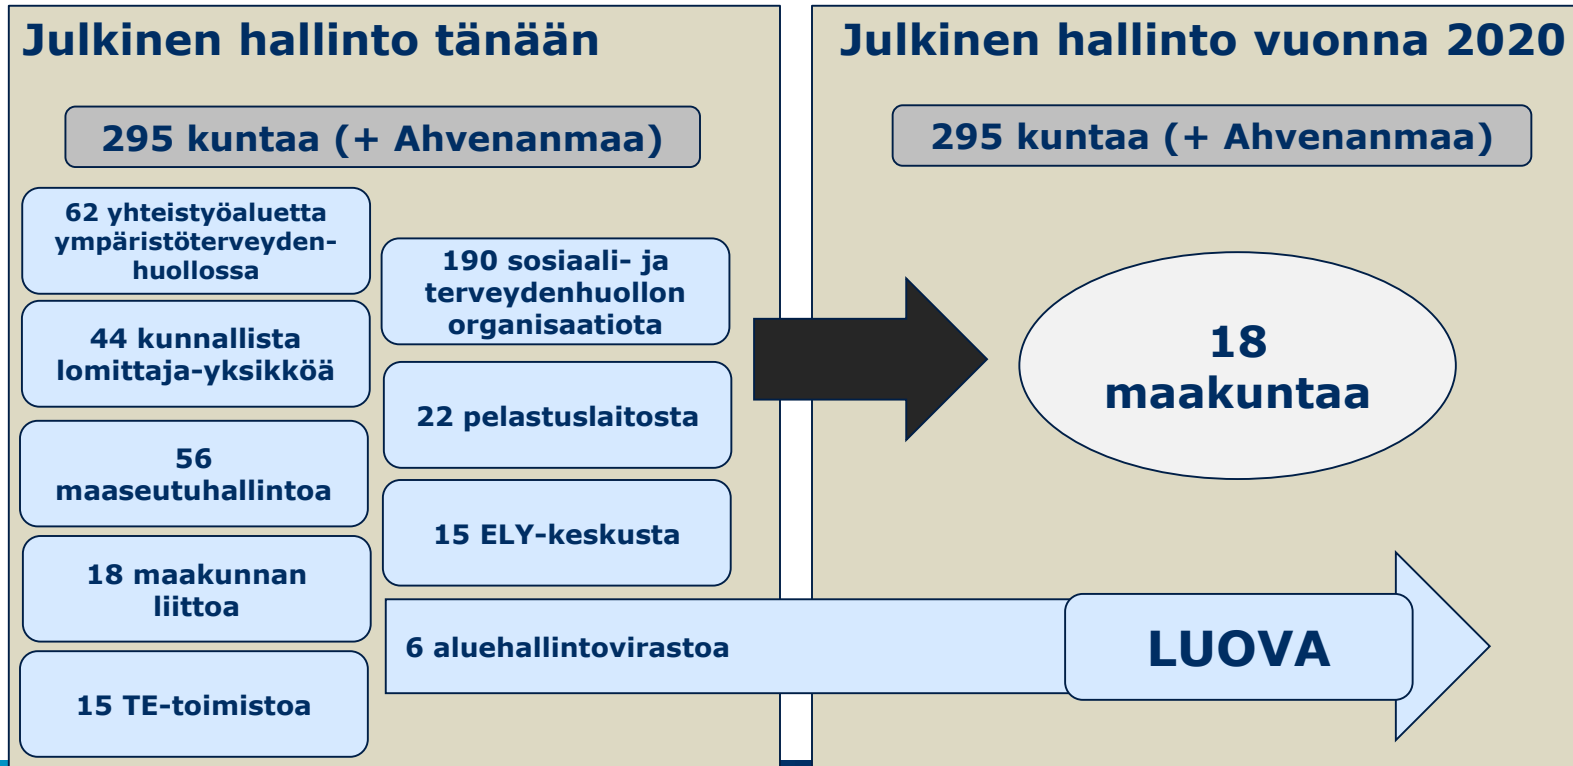 Julkinen hallinto tänään
295 kuntaa (+ Ahvenanmaa)
62 yhteistyöaluetta
ympäristöterveyden-
huollossa
44 kunnallista
lomittaja-yksikköä
56
maaseutuhallintoa
18 maakunnan
liittoa
15 TE-toimistoa
190 sosiaali- ja
terveydenhuollon
organisaatiota
22 pelastuslaitosta
15 ELY-keskusta
6 aluehallintovirastoa
Julkinen hallinto vuonna 2020
295 kuntaa (+ Ahvenanmaa)
18
maakuntaa
LUOVA